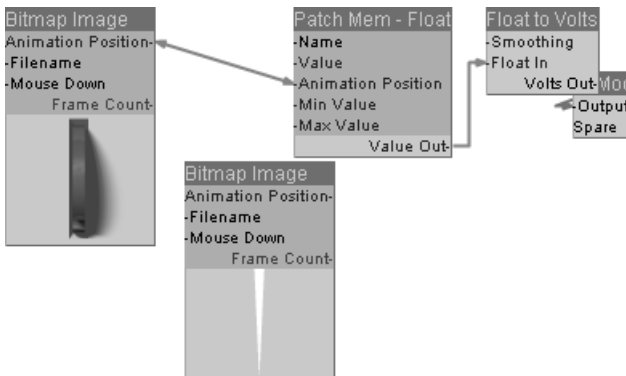 Bitmap Image
Animation Position-
-Filename
-Mouse Down
Frame Count-
Patch Mem - Float
-Name
-Value
-Animation Position
-Min Value
-Max Value
Value Out-
Float to Volts
-Smoothing
-Float In
Volts Out-
-Output
Spare
Bitmap Image
Animation Position-
-Filename
-Mouse Down
Frame Count-